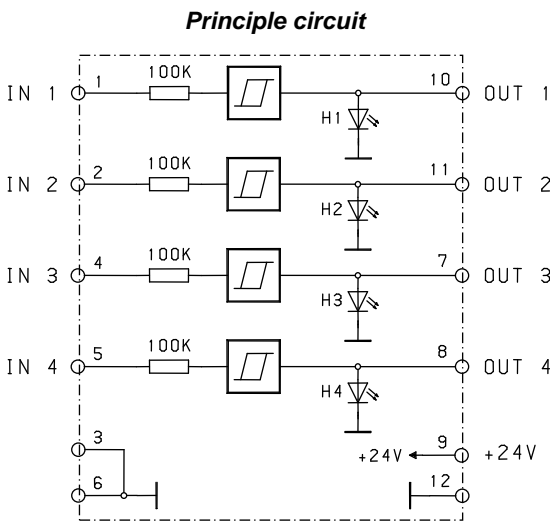 Principle circuit
IN 1 1 100K 10 OUT 1
H1
IN 2 2 100K 11 OUT 2
H2
IN 3 4 100K 7 OUT 3
H3
IN 4 5 100K 8 OUT 4
H4
3 +24V 9 +24V
6 12